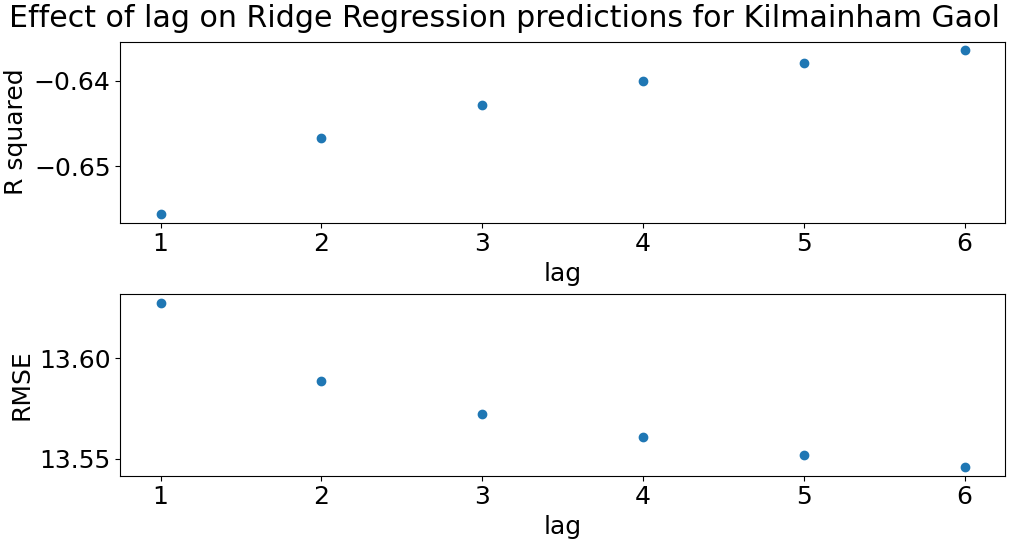 Effect of lag on Ridge Regression predictions for Kilmainham Gaol
R squared
−0.64
−0.65
1 2 3 4 5 6
lag
RMSE
13.60
13.55
1 2 3 4 5 6
lag